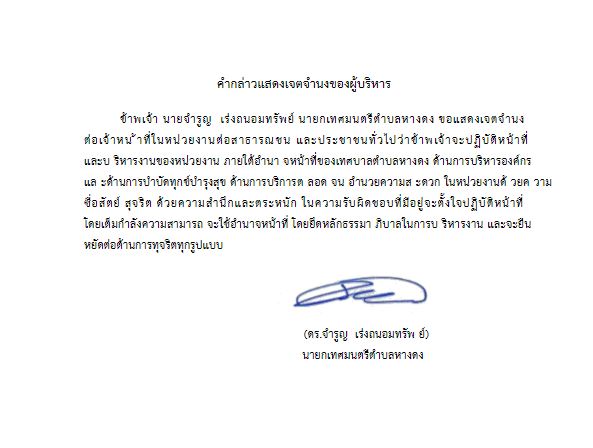 คำกล่าวแสดงเจตจำนงของผู้บริหาร
ข้าพเจ้า นายจำรูญ เร่งถนอมทรัพย์ นายกเทศมนตรีตำบลหางดง ขอแสดงเจตจำนง
ต่อเจ้าหน ้าที่ในหน่วยงานต่อสาธารณชน และประชาชนทั่วไปว่าข้าพเจ้าจะปฏิบัติหน้าที่
และบ ริหารงานของหน่วยงาน ภายใต้อำนา จหน้าที่ของเทศบาลตำบลหางดง ด้านการบริหารองค์กร
แล ะด้านการบำบัดทุกข์บำรุงสุข ด้านการบริการต ลอด จน อำนวยความส ะดวก ในหน่วยงานด้ วยค วาม
ซื่อสัตย์ สุจริต ด้วยความสำนึกและตระหนัก ในความรับผิดชอบที่มีอยู่จะตั้งใจปฏิบัติหน้าที่
โดยเต็มกำลังความสามารถ จะใช้อำนาจหน้าที่ โดยยึดหลักธรรมา ภิบาลในการบ ริหารงาน และจะยืน
หยัดต่อต้านการทุจริตทุกรูปแบบ
(ดร.จำรูญ เร่งถนอมทรัพ ย์)
นายกเทศมนตรีตำบลหางดง